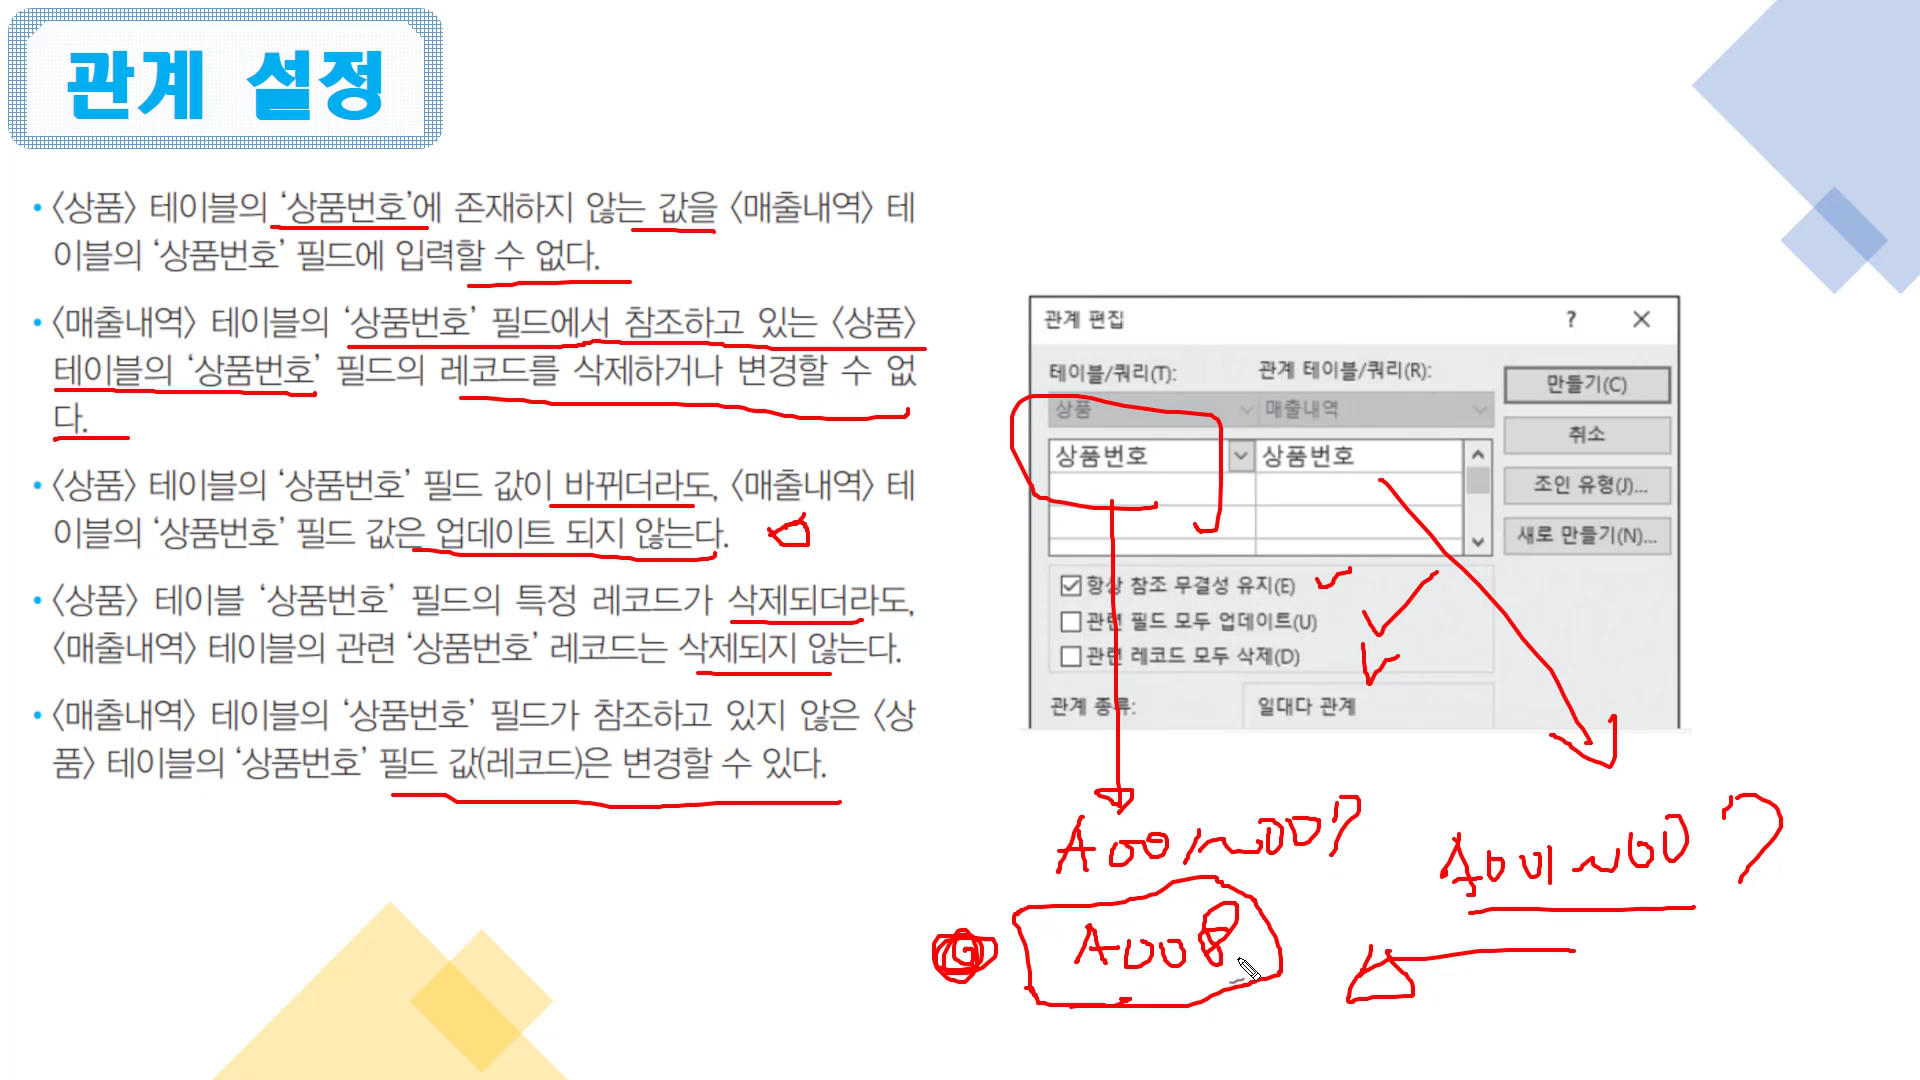 관계 설정
• 〈상품〉 테이블의 ‘상품번호’에 존재하지 않는 값을 〈매출내역〉 테
이블의 ‘상품번호’ 필드에 입력할 수 없다.
• 〈매출내역〉 테이블의 ‘상품번호’ 필드에서 참조하고 있는 〈상품〉
테이블의 ‘상품번호’ 필드의 레코드를 삭제하거나 변경할 수 없
다.
• 〈상품〉 테이블의 ‘상품번호’ 필드 값이 바뀌더라도, 〈매출내역〉 테
이블의 ‘상품번호’ 필드 값은 업데이트 되지 않는다.
• 〈상품〉 테이블 ‘상품번호’ 필드의 특정 레코드가 삭제되더라도,
〈매출내역〉 테이블의 관련 ‘상품번호’ 레코드는 삭제되지 않는다.
• 〈매출내역〉 테이블의 ‘상품번호’ 필드가 참조하고 있지 않은 〈상
품〉 테이블의 ‘상품번호’ 필드 값(레코드)은 변경할 수 있다.
관계 편집 ?
테이블/쿼리(T): 관계 테이블/쿼리(R):
상품 매출내역
상품번호 상품번호
만들기(C)
취소
조인 유형(J)...
새로 만들기(N)...
항상 참조 무결성 유지(E)
관련 필드 모두 업데이트(U)
관련 레코드 모두 삭제(D)
관계 종류: 일대다 관계
A001~007
A001~007
A008